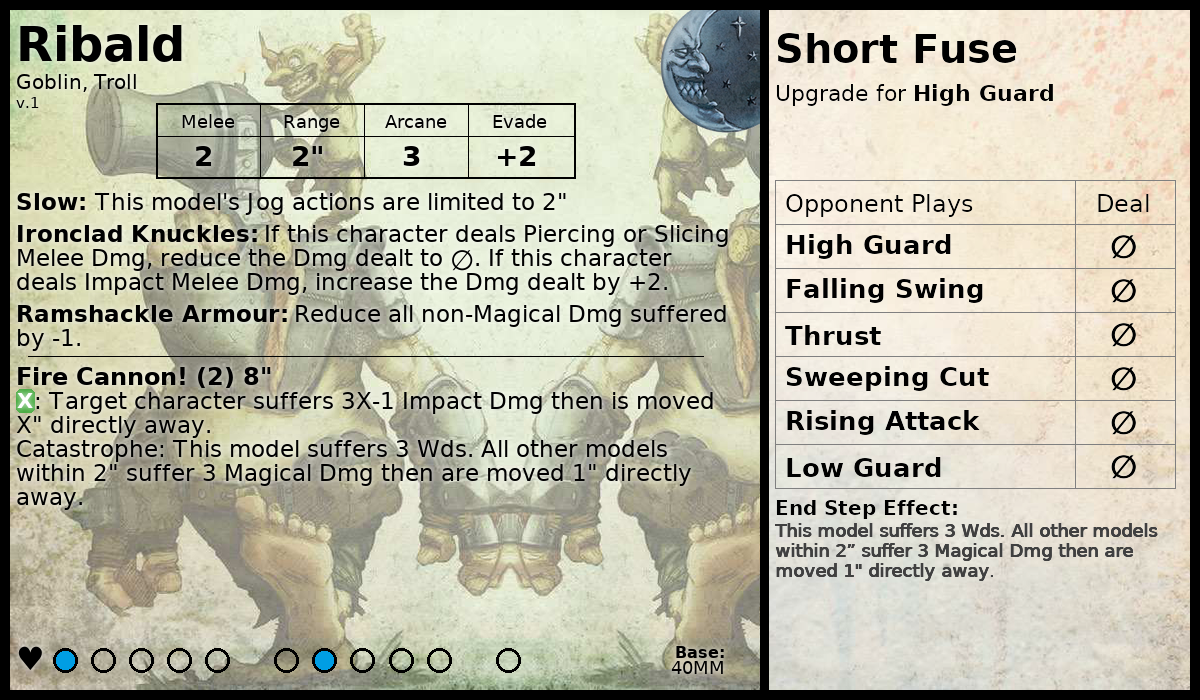 Ribald
Goblin, Troll
v.1
Melee Range Arcane Evade
2 2" 3 +2
Slow: This model's Jog actions are limited to 2"
Ironclad Knuckles: If this character deals Piercing or Slicing
Melee Dmg, reduce the Dmg dealt to ∅. If this character
deals Impact Melee Dmg, increase the Dmg dealt by +2.
Ramshackle Armour: Reduce all non-Magical Dmg suffered
by -1.
Fire Cannon! (2) 8"
X: Target character suffers 3X-1 Impact Dmg then is moved
X" directly away.
Catastrophe: This model suffers 3 Wds. All other models
within 2" suffer 3 Magical Dmg then are moved 1" directly
away.
Base:
40MM
Short Fuse
Upgrade for High Guard
Opponent Plays Deal
High Guard ∅
Falling Swing ∅
Thrust ∅
Sweeping Cut ∅
Rising Attack ∅
Low Guard ∅
End Step Effect:
This model suffers 3 Wds. All other models
within 2” suffer 3 Magical Dmg then are
moved 1" directly away.